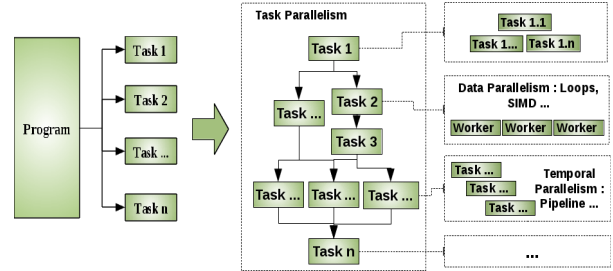 Program
Task 1
Task 2
Task ...
Task n
Task Parallelism
Task 1
Task ...
Task 2
Task 3
Task ...
Task ...
Task ...
Task n
Task 1.1
Task 1...
Task 1.n
Data Parallelism : Loops,
SIMD ...
Worker
Worker
Worker
Task ...
Task ...
Task ...
Temporal
Parallelism :
Pipeline ...
...